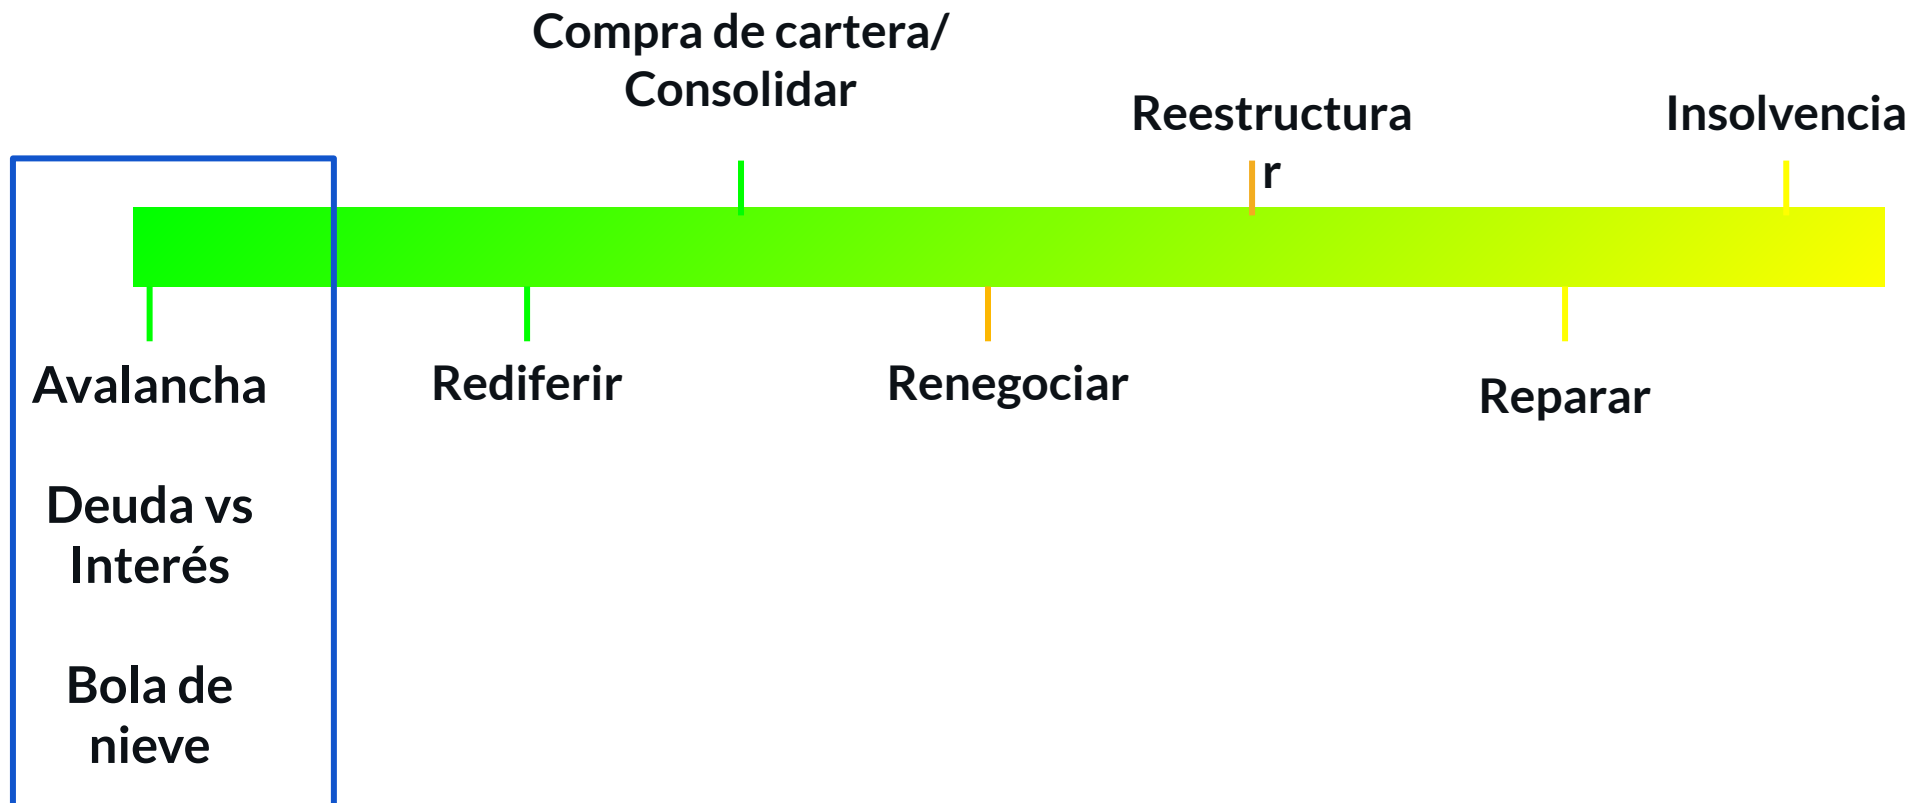 Compra de cartera/
Consolidar
Reestructura
r
Insolvencia
Avalancha
Deuda vs
Interés
Bola de
nieve
Rediferir
Renegociar
Reparar